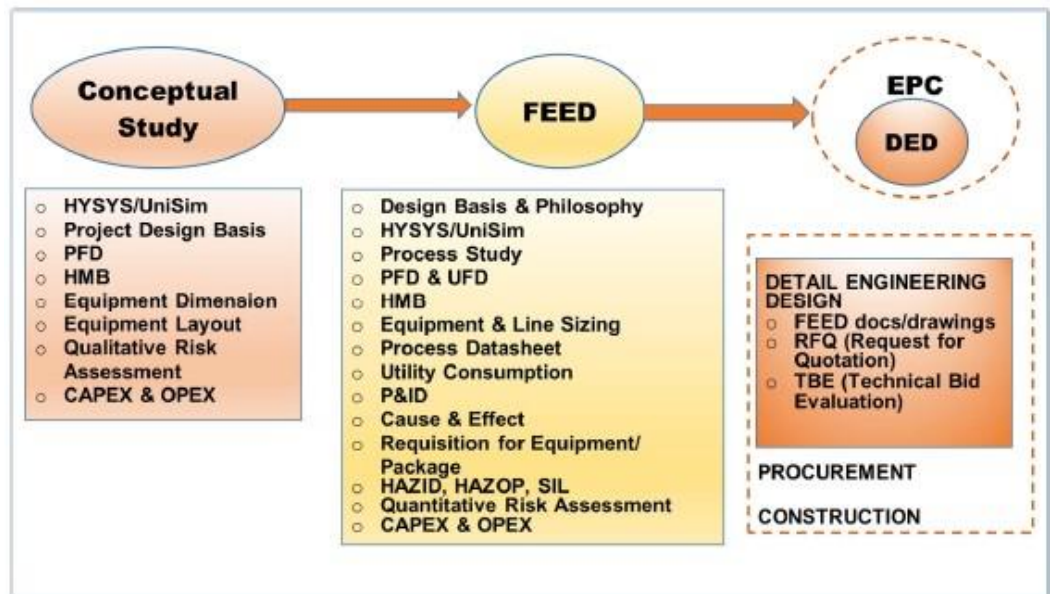 Conceptual
Study
FEED
EPC
DED
o HYSYS/UniSim
o Project Design Basis
o PFD
o HMB
o Equipment Dimension
o Equipment Layout
o Qualitative Risk
Assessment
o CAPEX & OPEX
o Design Basis & Philosophy
o HYSYS/UniSim
o Process Study
o PFD & UFD
o HMB
o Equipment & Line Sizing
o Process Datasheet
o Utility Consumption
o P&ID
o Cause & Effect
o Requisition for Equipment/
Package
o HAZID, HAZOP, SIL
o Quantitative Risk Assessment
o CAPEX & OPEX
DETAIL ENGINEERING
DESIGN
o FEED docs/drawings
o RFQ (Request for
Quotation)
o TBE (Technical Bid
Evaluation)
PROCUREMENT
CONSTRUCTION